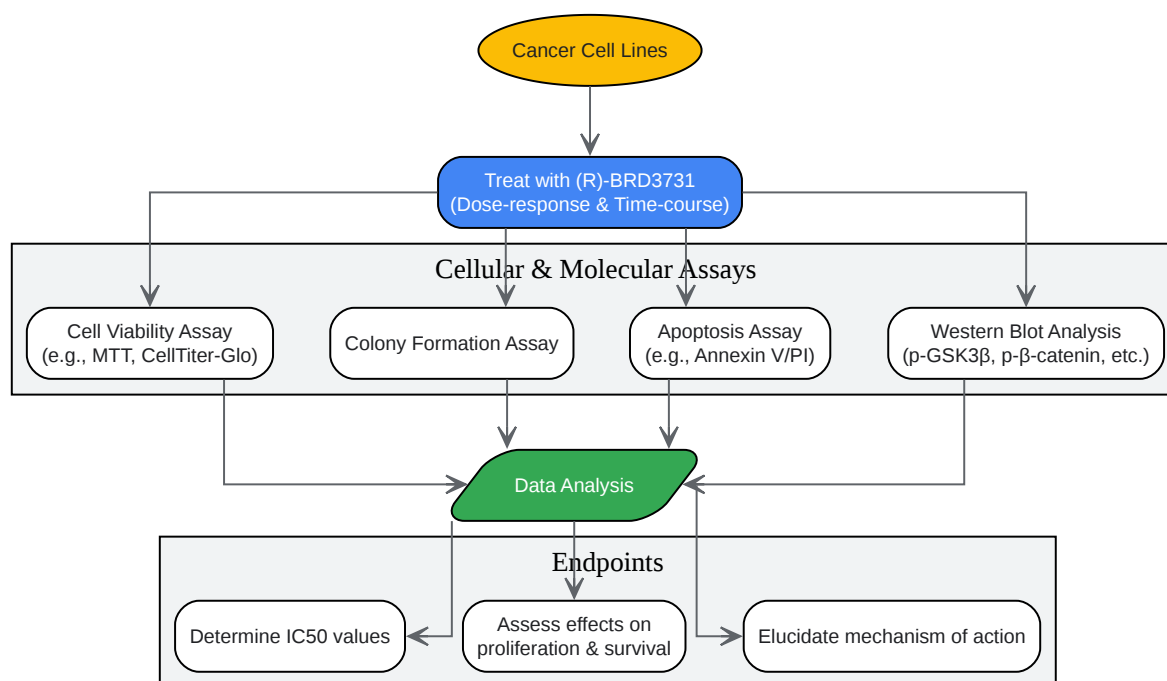 Cancer Cell Lines
Treat with (R)-BRD3731
(Dose-response & Time-course)
Cellular & Molecular Assays
Cell Viability Assay
(e.g., MTT, CellTiter-Glo)
Colony Formation Assay
Apoptosis Assay
(e.g., Annexin V/PI)
Western Blot Analysis
(p-GSK3β, p-β-catenin, etc.)
Data Analysis
Endpoints
Determine IC50 values
Assess effects on
proliferation & survival
Elucidate mechanism of action